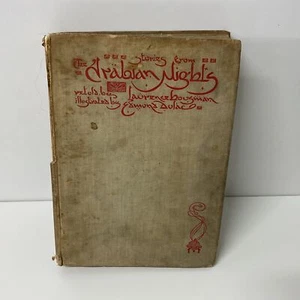 Stories from
The Arabian Nights
retold by Laurence Housman
illustrated by Edmund Dulac